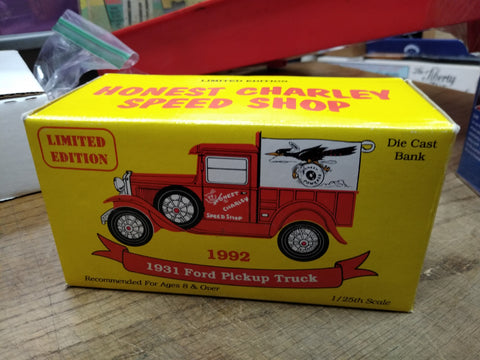 LIMITED EDITION
HONEST CHARLEY
SPEED SHOP
LIMITED
EDITION
Die Cast
Bank
Honest
Charley
SPEED SHOP
1992
1931 Ford Pickup Truck
Recommended For Ages 8 & Over
1/25th Scale
Liberty